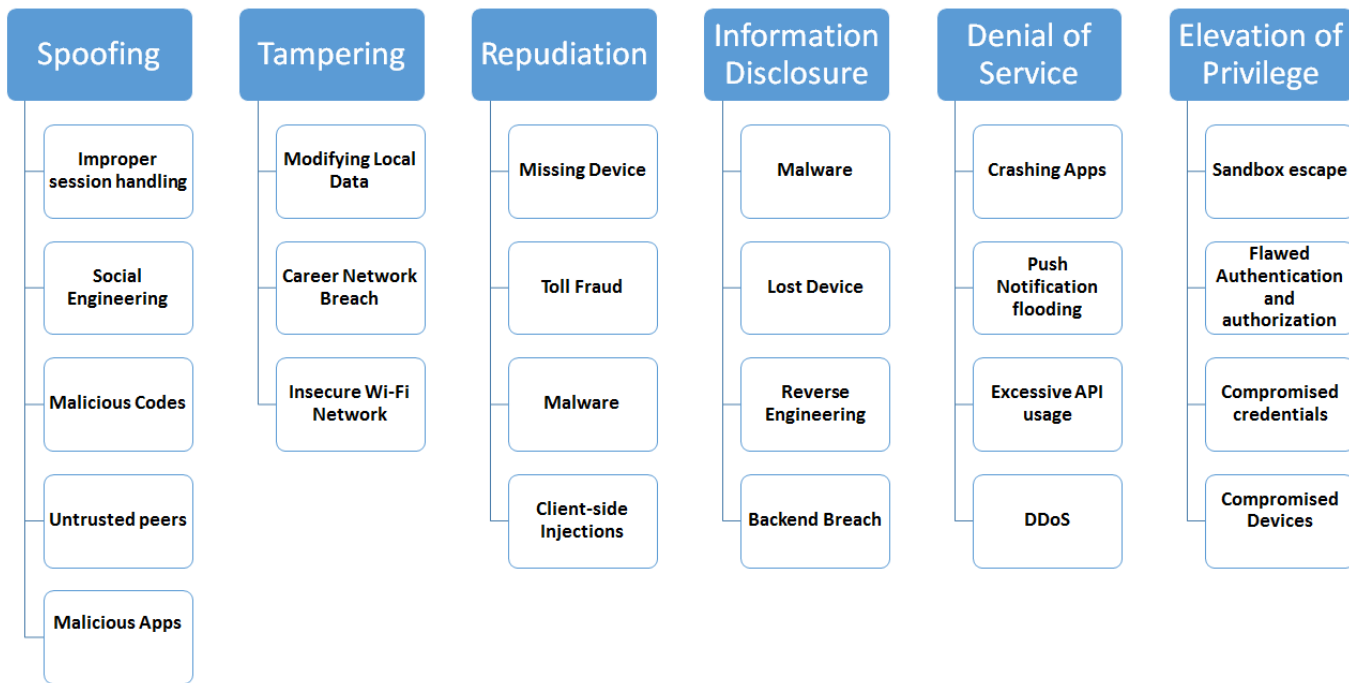 Spoofing
Improper
session handling
Social
Engineering
Malicious Codes
Untrusted peers
Malicious Apps
Tampering
Modifying Local
Data
Career Network
Breach
Insecure Wi-Fi
Network
Repudiation
Missing Device
Toll Fraud
Malware
Client-side
Injections
Information
Disclosure
Malware
Lost Device
Reverse
Engineering
Backend Breach
Denial of
Service
Crashing Apps
Push
Notification
flooding
Excessive API
usage
DDoS
Elevation of
Privilege
Sandbox escape
Flawed
Authentication
and
authorization
Compromised
credentials
Compromised
Devices